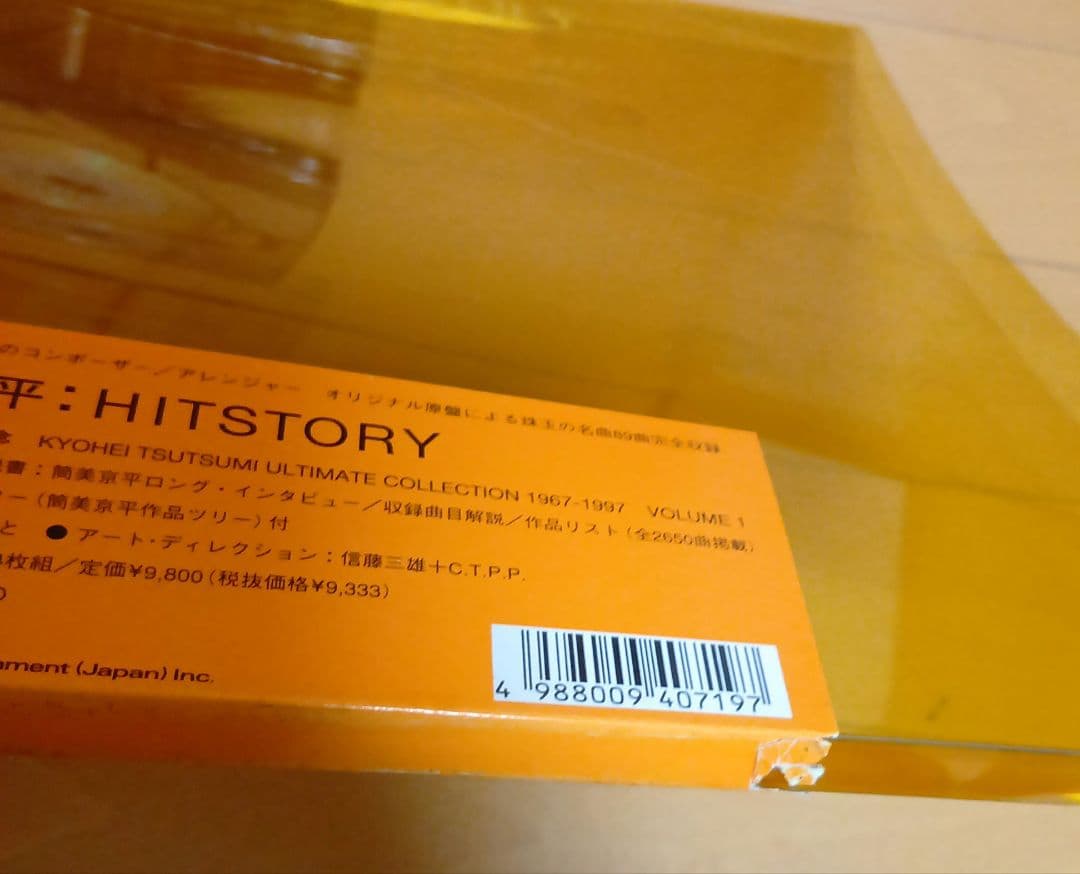 のコンポーザー／アレンジャー オリジナル原盤による珠玉の名曲89曲完全収録
平：HITSTORY
念 KYOHEI TSUTSUMI ULTIMATE COLLECTION 1967-1997 VOLUME 1
書：筒美京平ロング・インタビュー／収録曲目解説／作品リスト（全2650曲掲載）
ー（筒美京平作品ツリー）付
と ●アート・ディレクション：信藤三雄＋C.T.P.P.
枚組／定価¥9,800（税抜価格¥9,333）
ment (Japan) Inc.
4 988009 407197